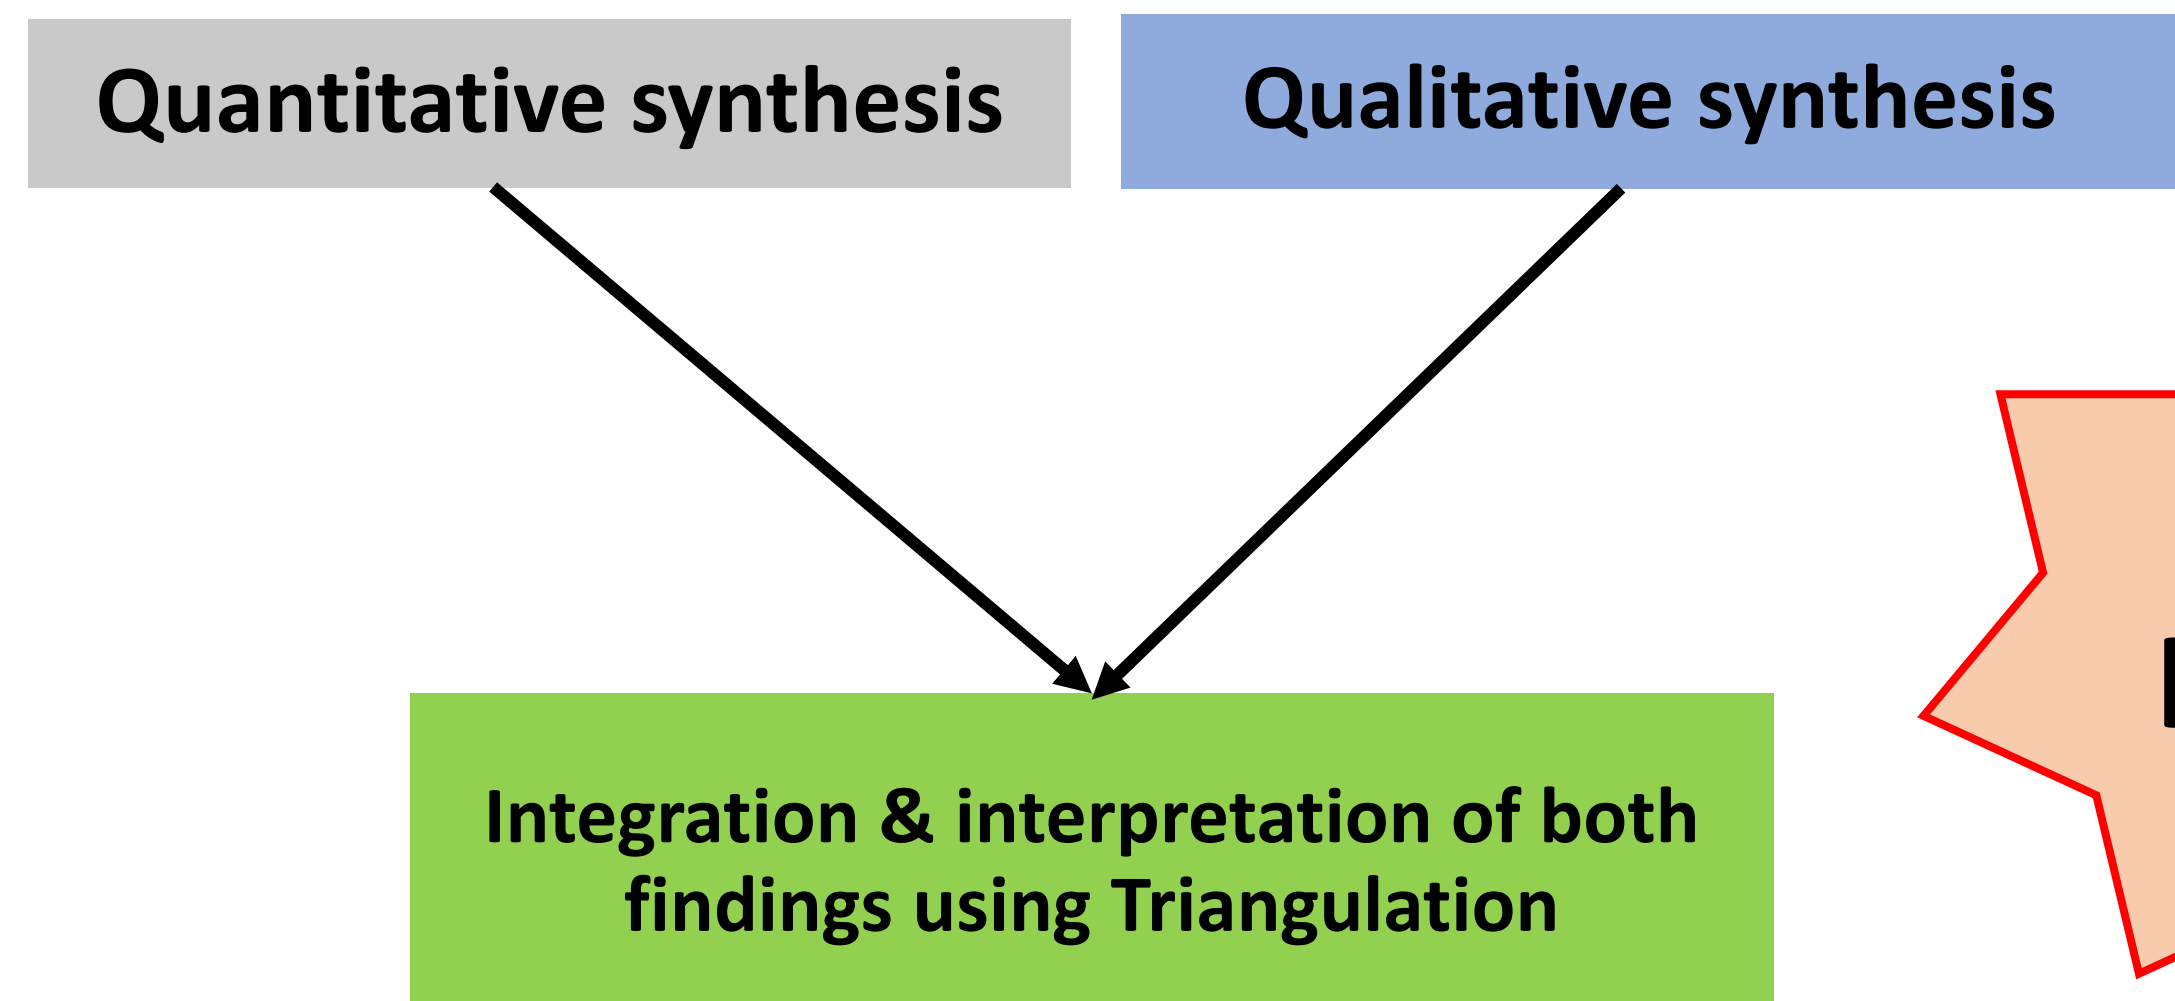 Quantitative synthesis
Qualitative synthesis
Integration & interpretation of both
findings using Triangulation